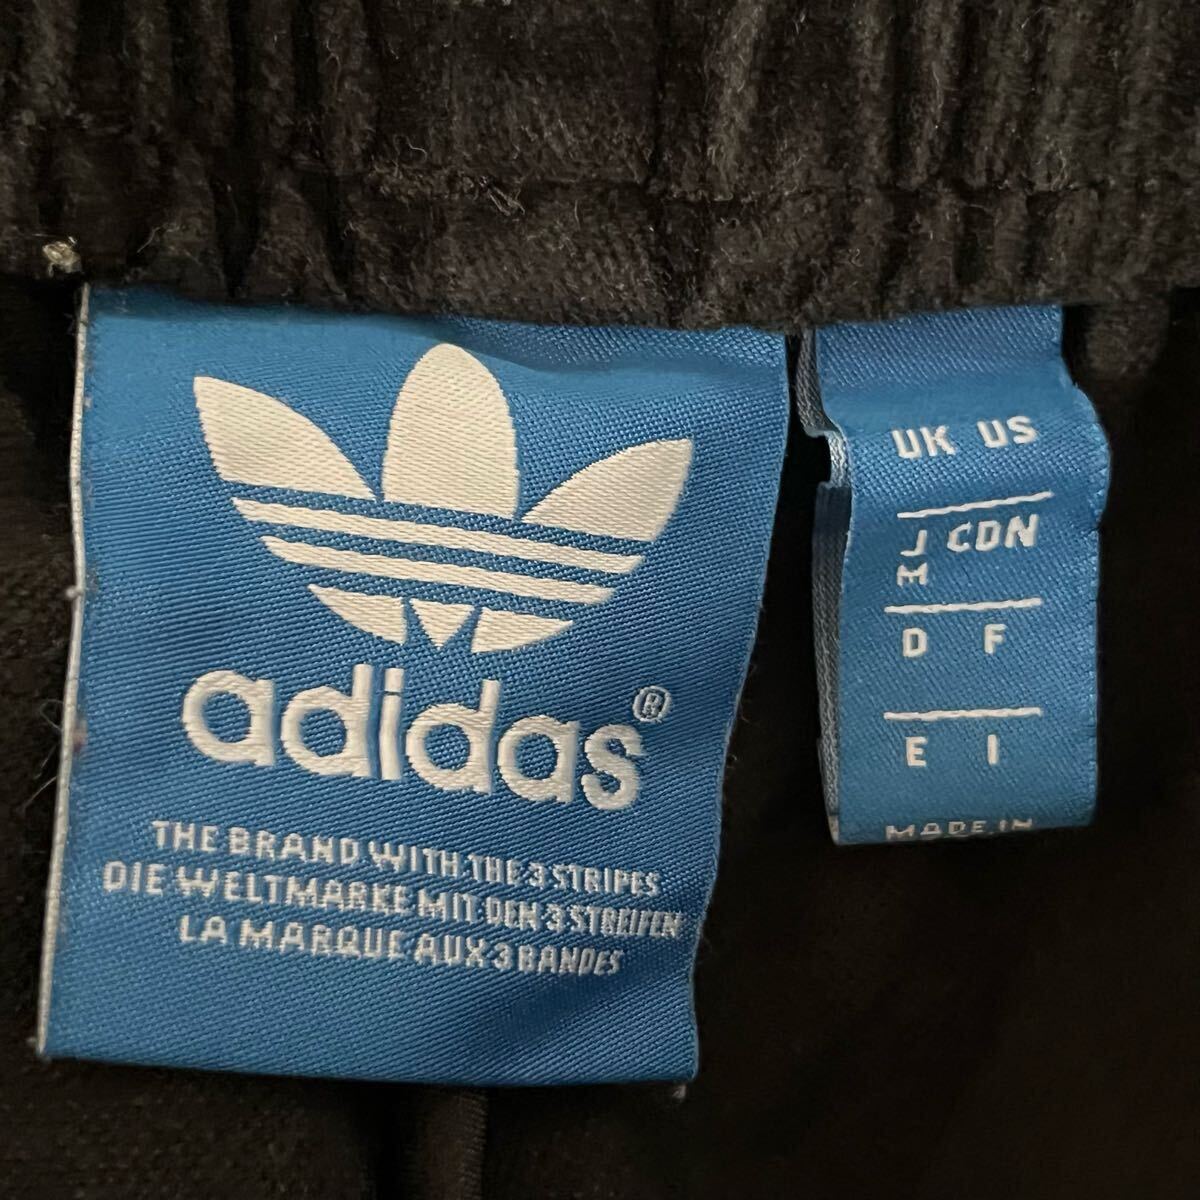 adidas®
THE BRAND WITH THE 3 STRIPES
DIE WELTMARKE MIT DEN 3 STREIFEN
LA MARQUE AUX 3 BANDES
UK US
J CDN
M
D F
E I
MADE IN